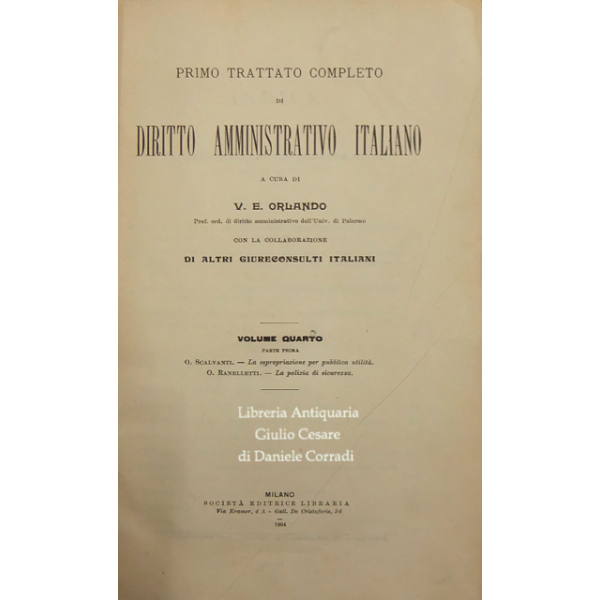 PRIMO TRATTATO COMPLETO
DI
DIRITTO AMMINISTRATIVO ITALIANO
A CURA DI
V. E. ORLANDO
Prof. ord. di diritto amministrativo dell'Univ. di Palermo
CON LA COLLABORAZIONE
DI ALTRI GIURECONSULTI ITALIANI
VOLUME QUARTO
PARTE PRIMA
O. SCALVANTI. — La espropriazione per pubblica utilità.
O. RANELLETTI. — La polizia di sicurezza.
Libreria Antiquaria
Giulio Cesare
di Daniele Corradi
MILANO
SOCIETÀ EDITRICE LIBRARIA
Via Kramer, 4 A - Gall. De Cristoforis, 54
1904